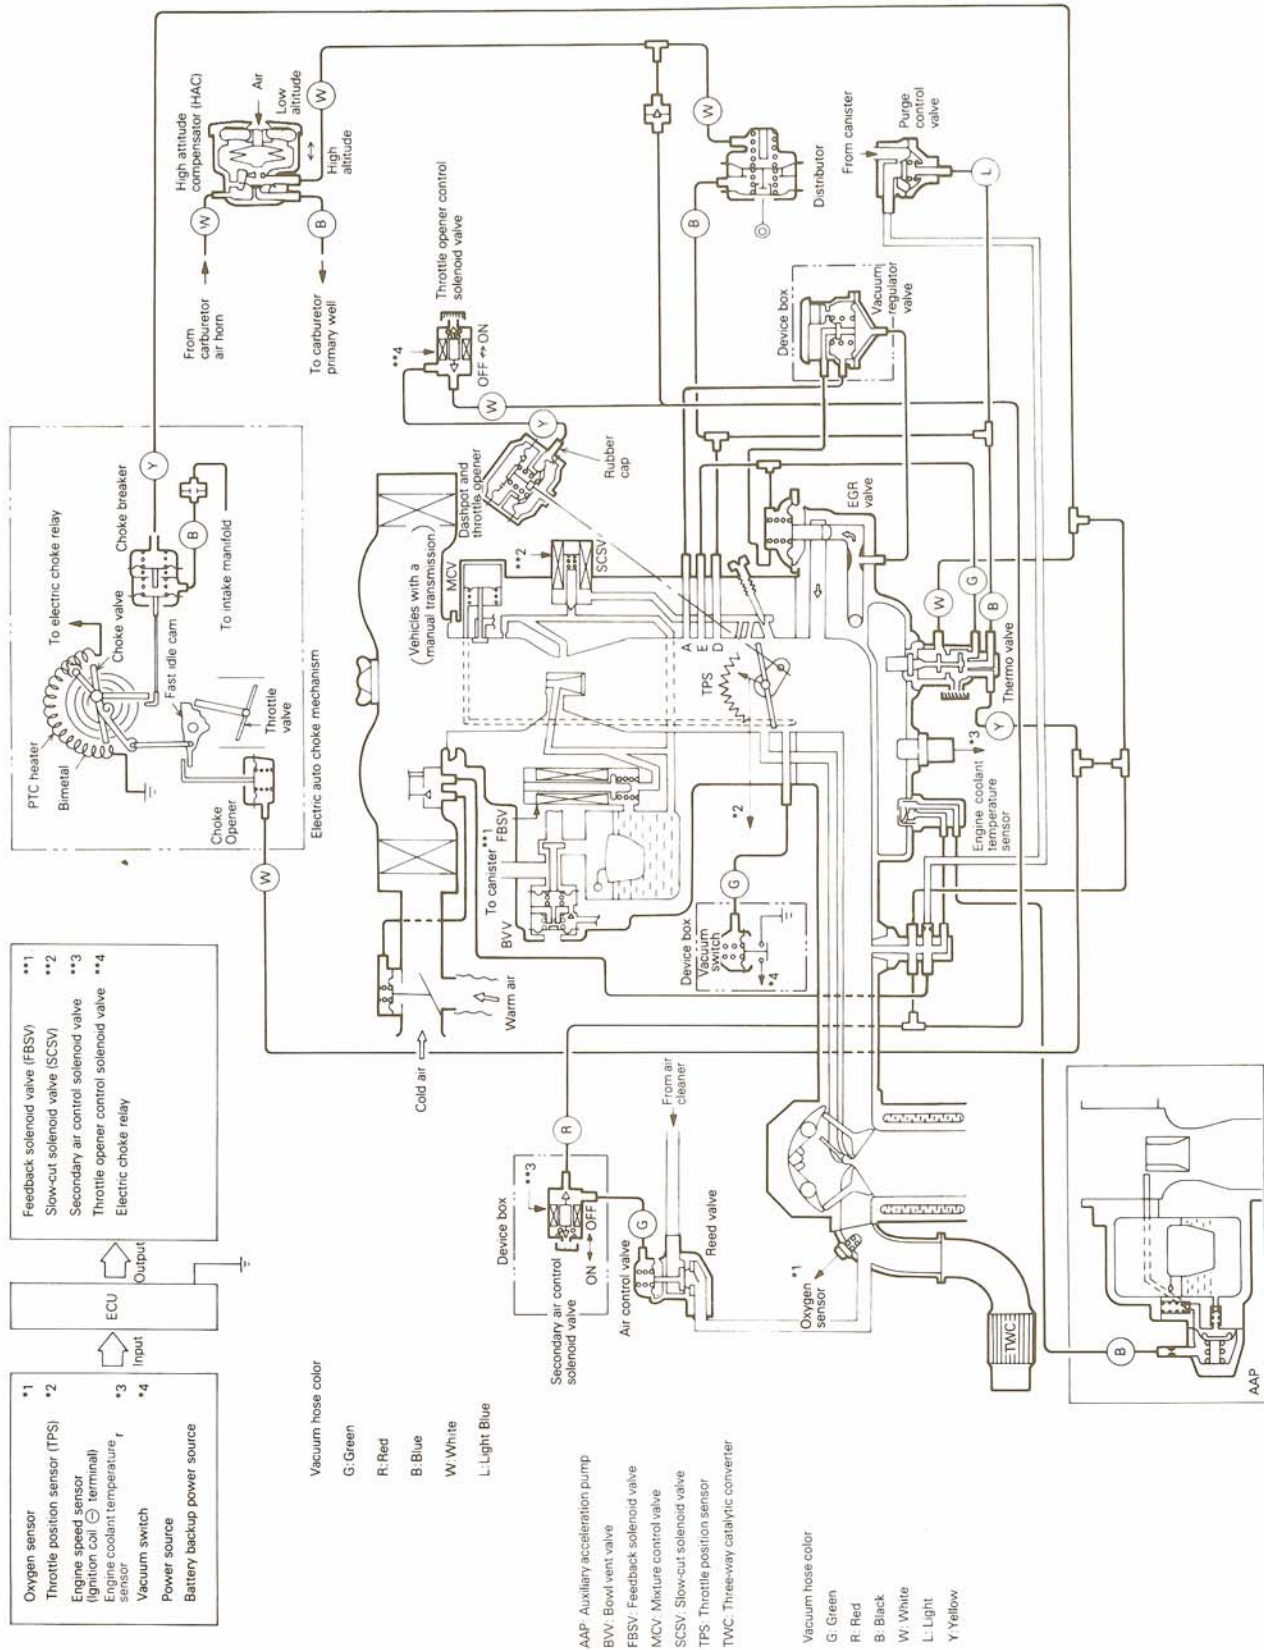 Oxygen sensor *1
Throttle position sensor (TPS) *2
Engine speed sensor
(Ignition coil ⊖ terminal)
Engine coolant temperature r
sensor *3
Vacuum switch *4
Power source
Battery backup power source
Input
ECU
Output
Feedback solenoid valve (FBSV) **1
Slow-cut solenoid valve (SCSV) **2
Secondary air control solenoid valve **3
Throttle opener control solenoid valve **4
Electric choke relay
PTC heater
Bimetal
To electric choke relay
Choke valve
Fast idle cam
Choke breaker
Y
B
To intake manifold
Throttle
valve
Choke
Opener
Electric auto choke mechanism
W
High attitude
compensator (HAC)
Air
Low
altitude
High
altitude
W
W
B
From
carburetor
air horn
To carburetor
primary well
Throttle opener control
solenoid valve
**4
OFF ↔ ON
W
Y
Rubber
cap
Dashpot and
throttle opener
W
B
Distributor
From canister
Purge
control
valve
L
Device box
Vacuum
regulator
valve
(Vehicles with a
manual transmission)
MCV
**2
SCSV
A
E
D
TPS
EGR
valve
Cold air
Warm air
To canister
**1
FBSV
BVV
*2
G
Device box
Vacuum
switch
*4
W
G
B
Thermo valve
Y
*3
Engine coolant
temperature
sensor
Vacuum hose color
G:Green
R:Red
B:Blue
W:White
L:Light Blue
Device box
**3
R
ON ↔ OFF
Secondary air control
solenoid valve
G
Air control valve
From air
cleaner
Reed valve
*1
Oxygen
sensor
TWC
B
AAP
AAP: Auxiliary acceleration pump
BVV: Bowl vent valve
FBSV: Feedback solenoid valve
MCV: Mixture control valve
SCSV: Slow-cut solenoid valve
TPS: Throttle position sensor
TWC: Three-way catalytic converter
Vacuum hose color
G: Green
R: Red
B: Black
W: White
L: Light
Y: Yellow